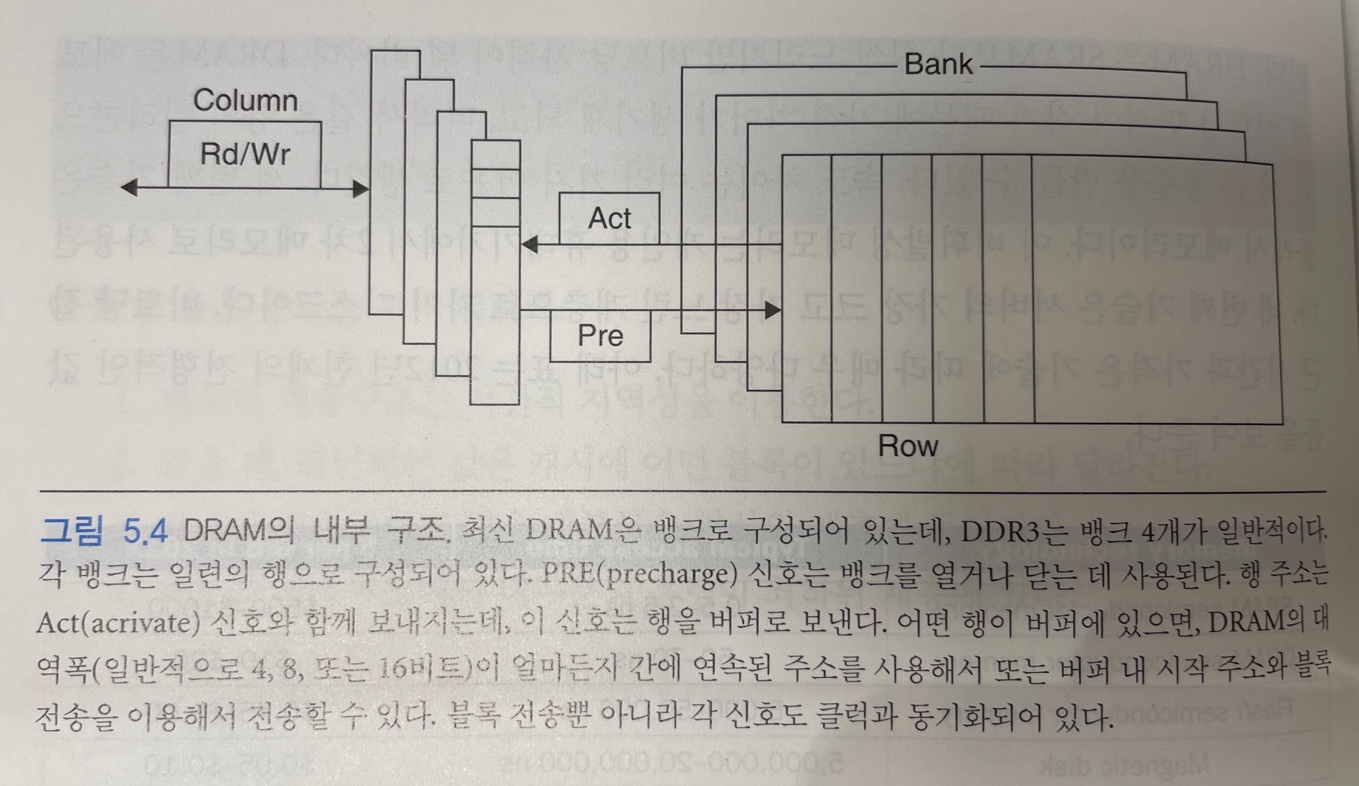 Bank
Column
Rd/Wr
Act
Pre
Row
그림 5.4 DRAM의 내부 구조. 최신 DRAM은 뱅크로 구성되어 있는데, DDR3는 뱅크 4개가 일반적이다.
각 뱅크는 일련의 행으로 구성되어 있다. PRE(precharge) 신호는 뱅크를 열거나 닫는 데 사용된다. 행 주소는
Act(acrivate) 신호와 함께 보내지는데, 이 신호는 행을 버퍼로 보낸다. 어떤 행이 버퍼에 있으면, DRAM의 대
역폭(일반적으로 4, 8, 또는 16비트)이 얼마든지 간에 연속된 주소를 사용해서 또는 버퍼 내 시작 주소와 블록
전송을 이용해서 전송할 수 있다. 블록 전송뿐 아니라 각 신호도 클럭과 동기화되어 있다.